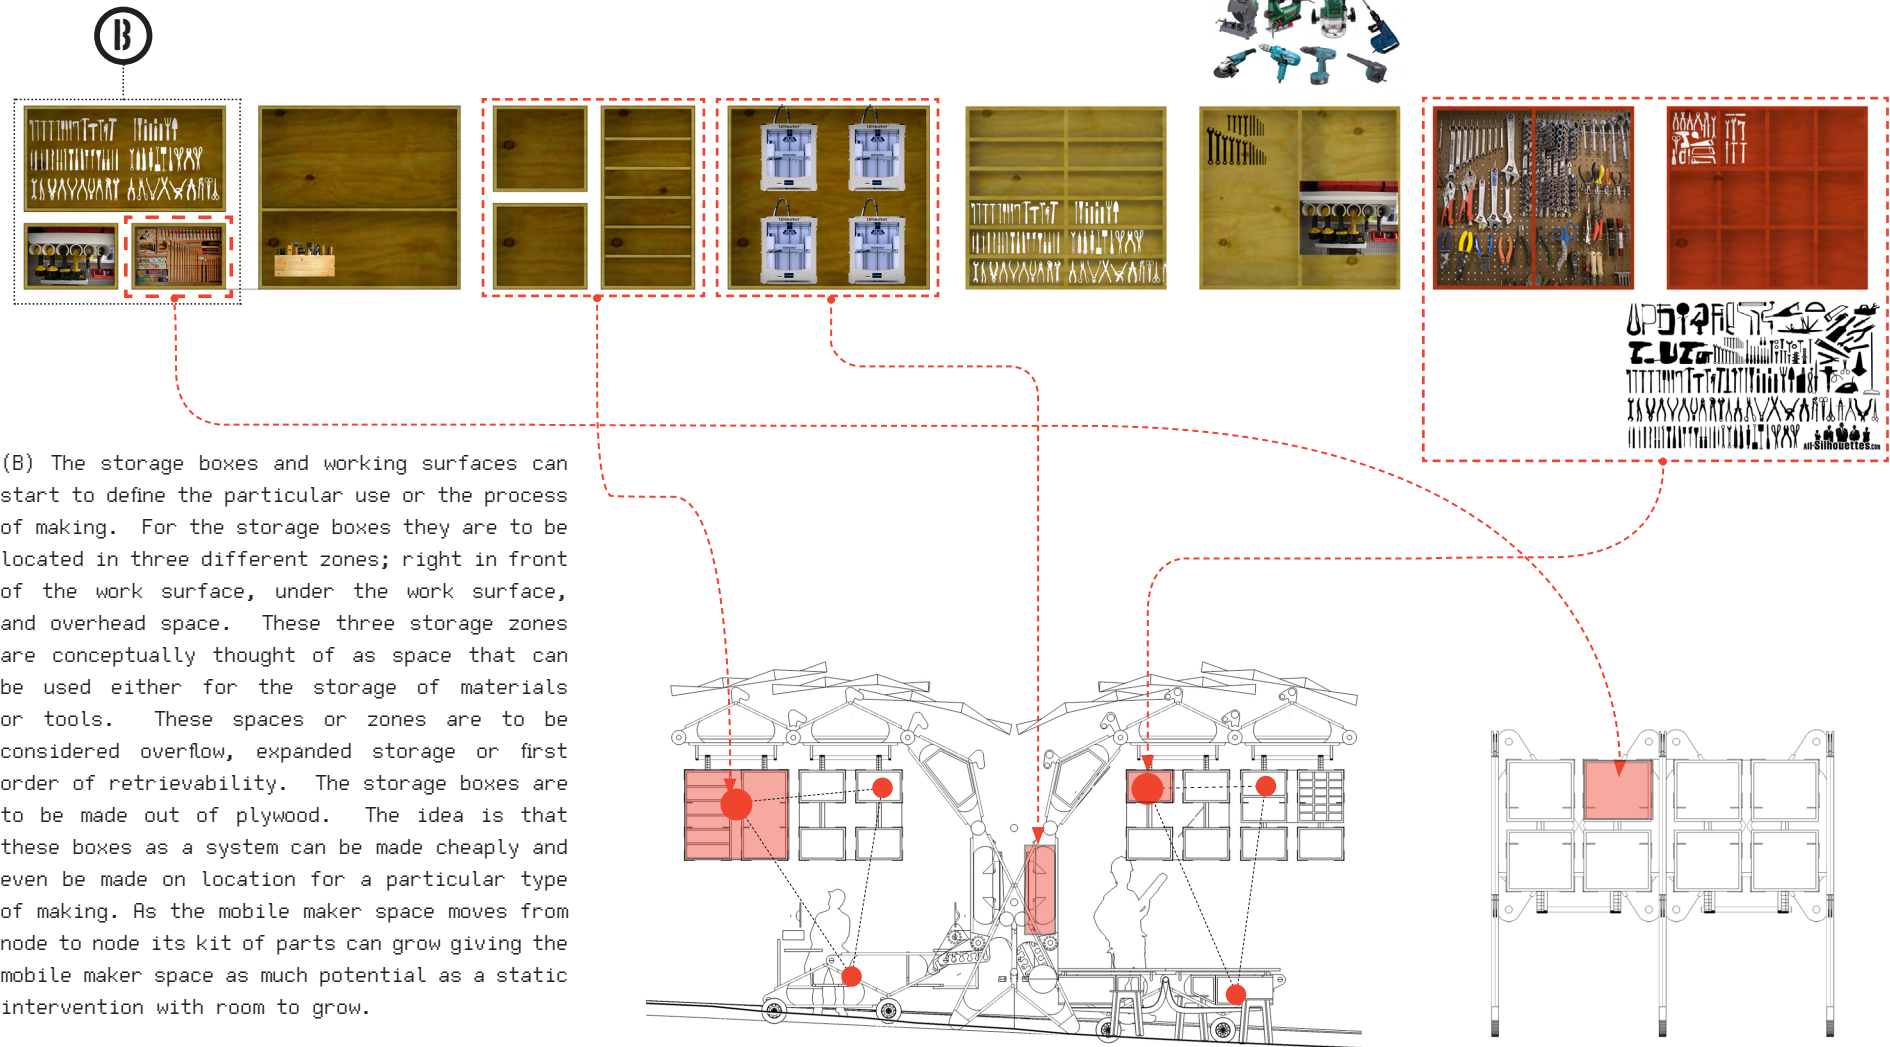 B
Ultimaker
Ultimaker
Ultimaker
Ultimaker
All-Silhouettes.com
(B) The storage boxes and working surfaces can
start to define the particular use or the process
of making.  For the storage boxes they are to be
located in three different zones; right in front
of the work surface, under the work surface,
and overhead space.  These three storage zones
are conceptually thought of as space that can
be used either for the storage of materials
or tools.  These spaces or zones are to be
considered overflow, expanded storage or first
order of retrievability.  The storage boxes are
to be made out of plywood.  The idea is that
these boxes as a system can be made cheaply and
even be made on location for a particular type
of making. As the mobile maker space moves from
node to node its kit of parts can grow giving the
mobile maker space as much potential as a static
intervention with room to grow.